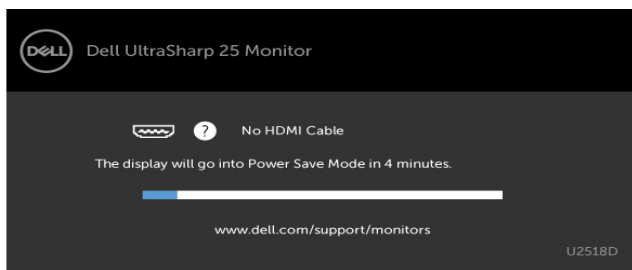 DELL Dell UltraSharp 25 Monitor
? No HDMI Cable
The display will go into Power Save Mode in 4 minutes.
www.dell.com/support/monitors
U2518D